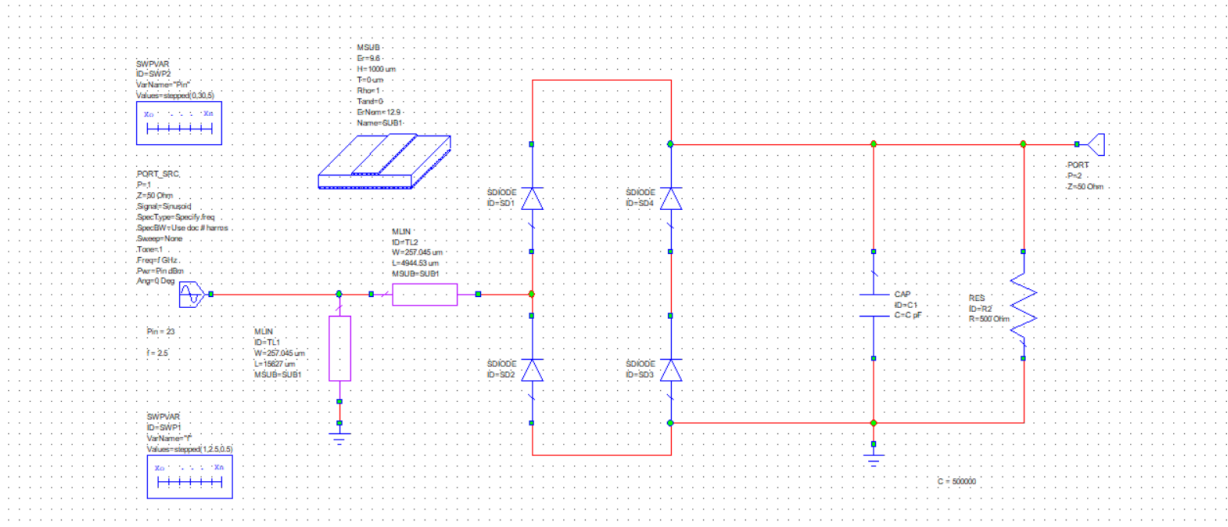 SWPVAR
ID=SWP2
VarName="Pin"
Values=stepped(0,30,5)
Xo . . . Xn
MSUB
Er=9.6
H=1000 um
T=0 um
Rho=1
Tand=0
ErNom=12.9
Name=SUB1
PORT_SRC
P=1
Z=50 Ohm
Signal=Sinusoid
SpecType=Specify freq
SpecBW=Use doc # harms
Sweep=None
Tone=1
Freq=f GHz
Pwr=Pin dBm
Ang=0 Deg
Pin = 23
f = 2.5
MLIN
ID=TL2
W=257.045 um
L=4944.53 um
MSUB=SUB1
MLIN
ID=TL1
W=257.045 um
L=15627 um
MSUB=SUB1
SWPVAR
ID=SWP1
VarName="f"
Values=stepped(1,2.5,0.5)
Xo . . . Xn
SDIODE
ID=SD1
SDIODE
ID=SD4
SDIODE
ID=SD2
SDIODE
ID=SD3
CAP
ID=C1
C=C pF
RES
ID=R2
R=500 Ohm
PORT
P=2
Z=50 Ohm
C = 500000